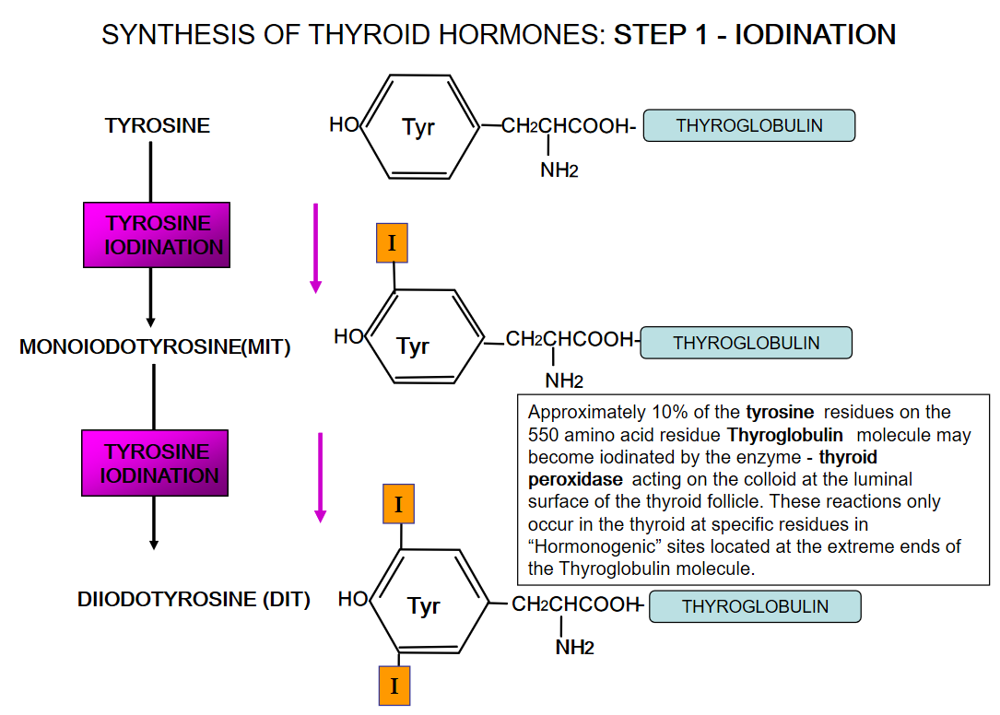 SYNTHESIS OF THYROID HORMONES: STEP 1 - IODINATION
TYROSINE
HO
Tyr
CH2CHCOOH-
THYROGLOBULIN
NH2
TYROSINE
IODINATION
I
MONOIODOTYROSINE(MIT)
HO
Tyr
CH2CHCOOH-
THYROGLOBULIN
NH2
Approximately 10% of the tyrosine residues on the
550 amino acid residue Thyroglobulin molecule may
become iodinated by the enzyme - thyroid
peroxidase acting on the colloid at the luminal
surface of the thyroid follicle. These reactions only
occur in the thyroid at specific residues in
“Hormonogenic” sites located at the extreme ends of
the Thyroglobulin molecule.
TYROSINE
IODINATION
I
DIIODOTYROSINE (DIT)
HO
Tyr
CH2CHCOOH-
THYROGLOBULIN
NH2
I